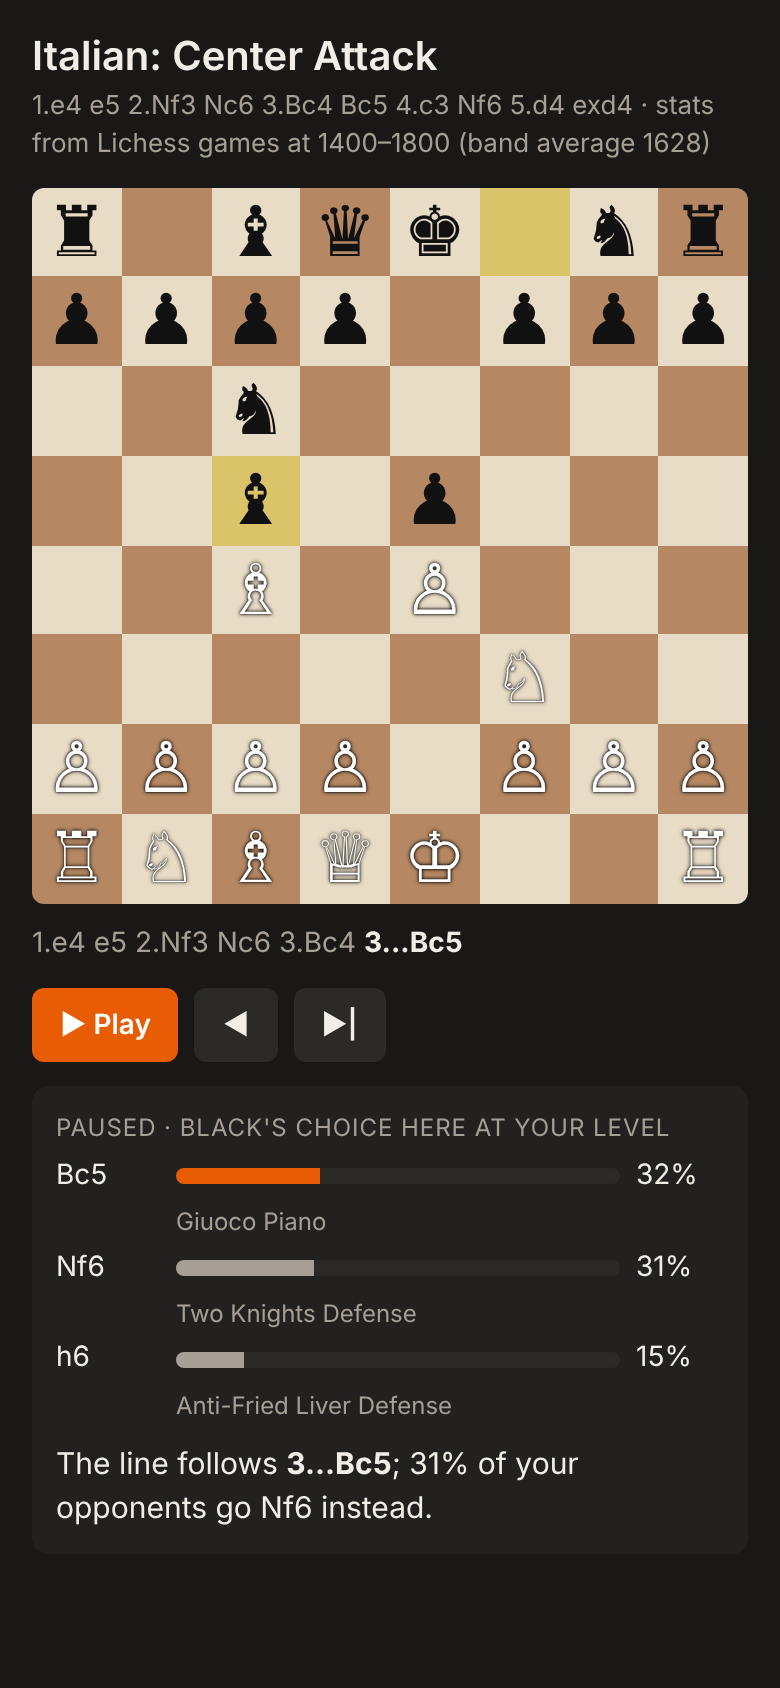 Italian: Center Attack
1.e4 e5 2.Nf3 Nc6 3.Bc4 Bc5 4.c3 Nf6 5.d4 exd4 · stats
from Lichess games at 1400–1800 (band average 1628)
1.e4 e5 2.Nf3 Nc6 3.Bc4 3…Bc5
▶ Play ◀ ▶|
PAUSED · BLACK'S CHOICE HERE AT YOUR LEVEL
Bc5 32%
Giuoco Piano
Nf6 31%
Two Knights Defense
h6 15%
Anti-Fried Liver Defense
The line follows 3…Bc5; 31% of your
opponents go Nf6 instead.